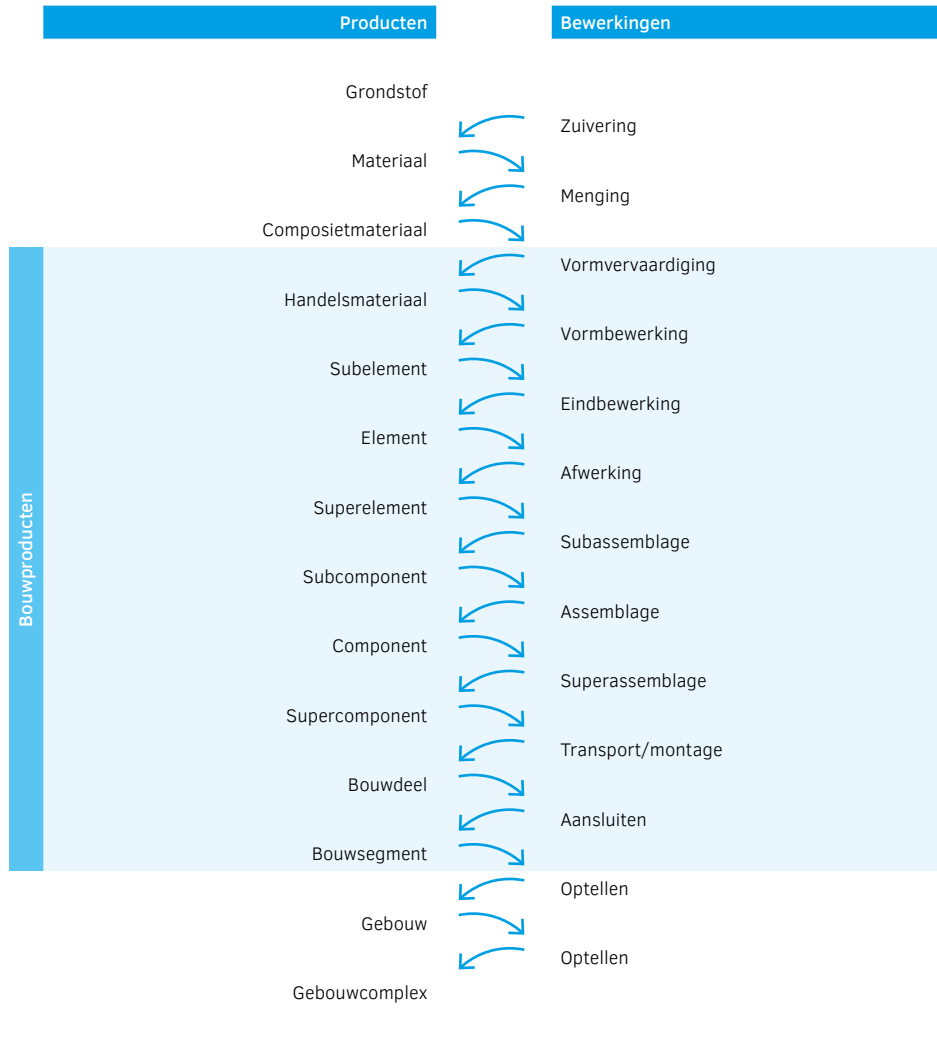 Producten
Bewerkingen
Grondstof
Zuivering
Materiaal
Menging
Composietmateriaal
Vormvervaardiging
Handelsmateriaal
Vormbewerking
Subelement
Eindbewerking
Element
Afwerking
Superelement
Subassemblage
Subcomponent
Assemblage
Component
Superassemblage
Supercomponent
Transport/montage
Bouwdeel
Aansluiten
Bouwsegment
Optellen
Gebouw
Optellen
Gebouwcomplex
Bouwproducten